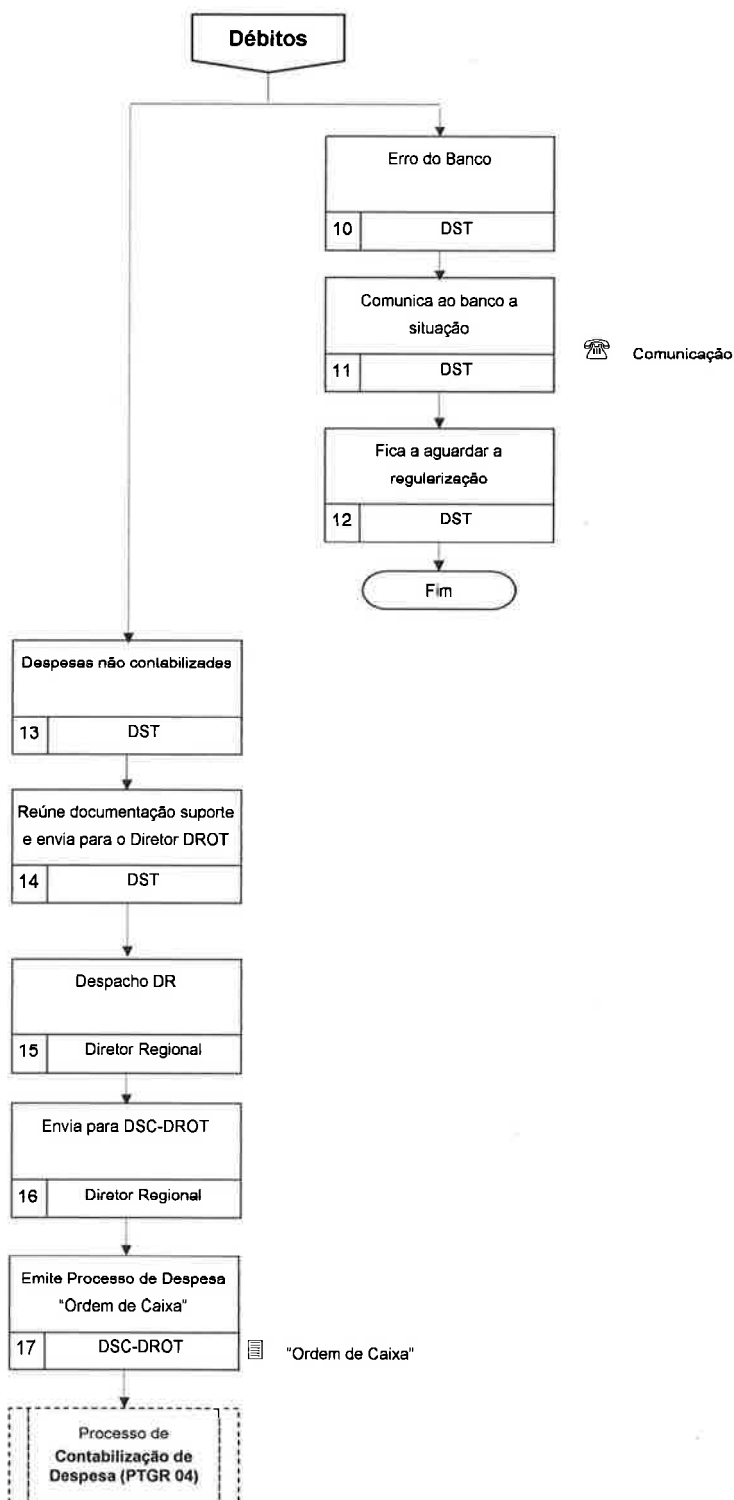 Débitos
Erro do Banco
10 DST
Comunica ao banco a
situação
11 DST
Comunicação
Fica a aguardar a
regularização
12 DST
Fim
Despesas não contabilizadas
13 DST
Reúne documentação suporte
e envia para o Diretor DROT
14 DST
Despacho DR
15 Diretor Regional
Envia para DSC-DROT
16 Diretor Regional
Emite Processo de Despesa
"Ordem de Caixa"
17 DSC-DROT
"Ordem de Caixa"
Processo de
Contabilização de
Despesa (PTGR 04)